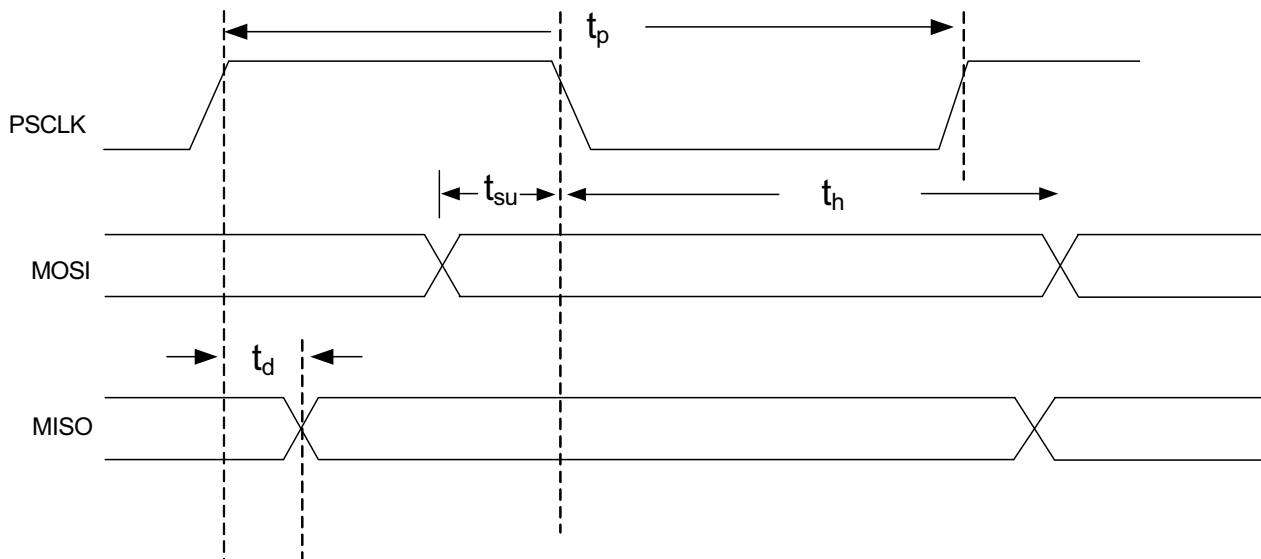 tp
PSCLK
tsu
th
MOSI
td
MISO